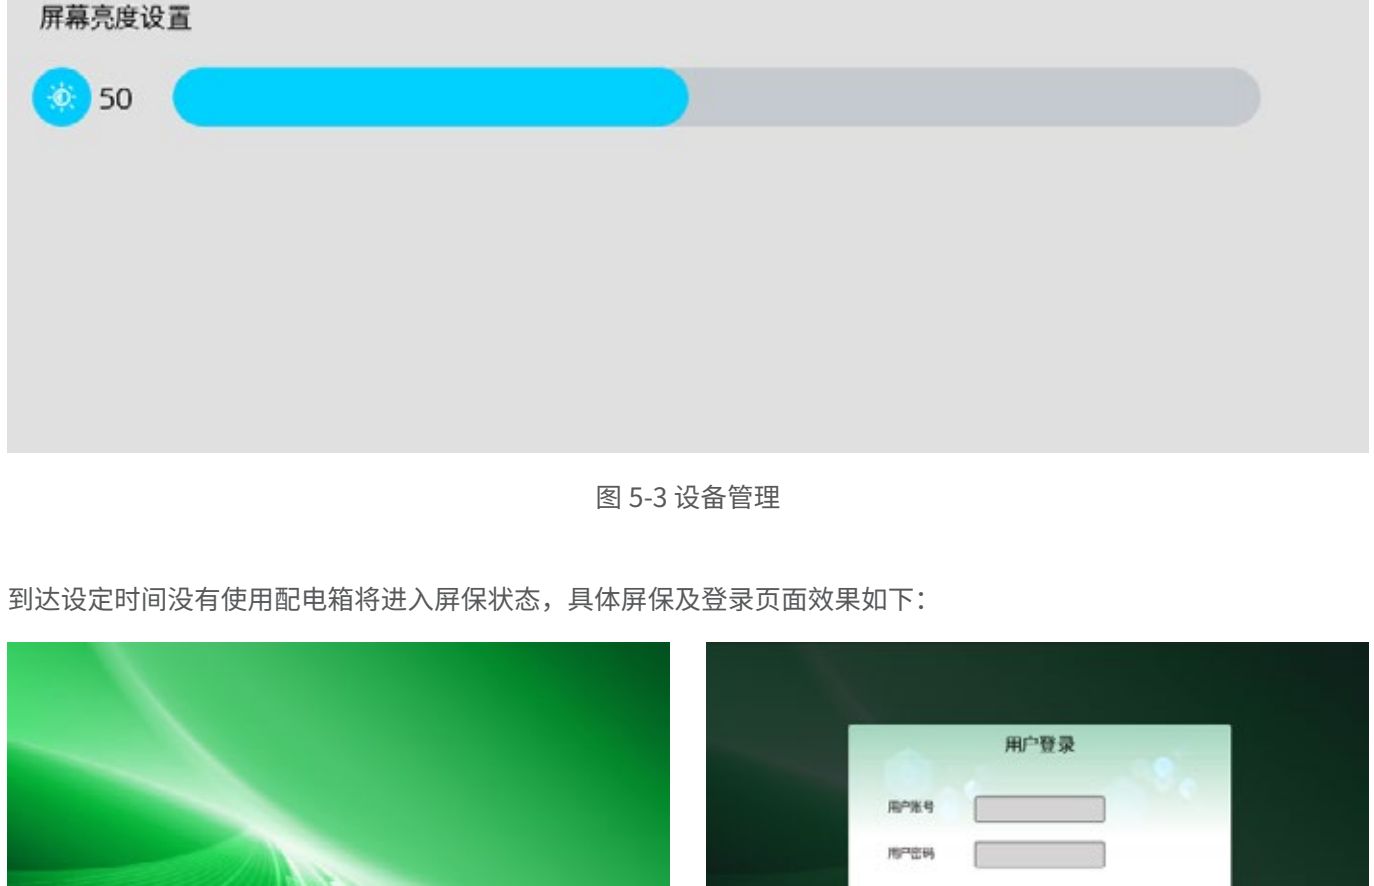 屏幕亮度设置
50
图 5-3 设备管理
到达设定时间没有使用配电箱将进入屏保状态，具体屏保及登录页面效果如下：
用户登录
用户账号
用户密码